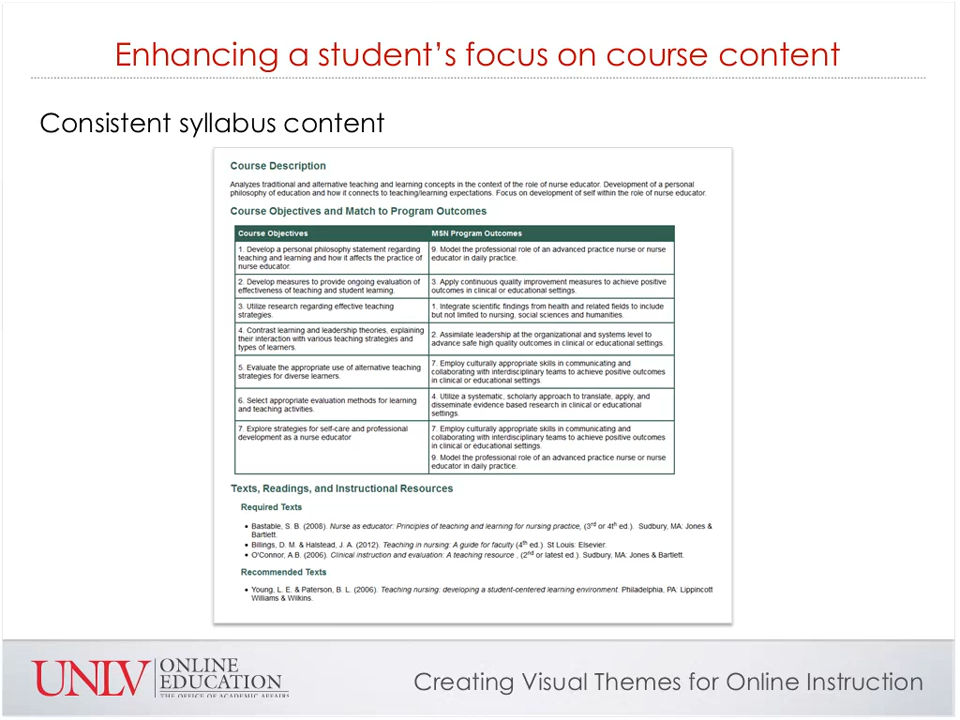 Enhancing a student's focus on course content
Consistent syllabus content
Course Description
Analyzes traditional and alternative teaching and learning concepts in the context of the role of nurse educator. Development of a personal
philosophy of education and how it connects to teaching/learning expectations. Focus on development of self within the role of nurse educator.
Course Objectives and Match to Program Outcomes
Course Objectives
MSN Program Outcomes
1. Develop a personal philosophy statement regarding
teaching and learning and how it affects the practice of
nurse educator.
9. Model the professional role of an advanced practice nurse or nurse
educator in daily practice.
2. Develop measures to provide ongoing evaluation of
effectiveness of teaching and student learning.
3. Apply continuous quality improvement measures to achieve positive
outcomes in clinical or educational settings.
3. Utilize research regarding effective teaching
strategies.
1. Integrate scientific findings from health and related fields to include
but not limited to nursing, social sciences and humanities.
4. Contrast learning and leadership theories, explaining
their interaction with various teaching strategies and
types of learners.
2. Assimilate leadership at the organizational and systems level to
advance safe high quality outcomes in clinical or educational settings.
5. Evaluate the appropriate use of alternative teaching
strategies for diverse learners.
7. Employ culturally appropriate skills in communicating and
collaborating with interdisciplinary teams to achieve positive outcomes
in clinical or educational settings.
6. Select appropriate evaluation methods for learning
and teaching activities.
4. Utilize a systematic, scholarly approach to translate, apply, and
disseminate evidence based research in clinical or educational
settings.
7. Explore strategies for self-care and professional
development as a nurse educator
7. Employ culturally appropriate skills in communicating and
collaborating with interdisciplinary teams to achieve positive outcomes
in clinical or educational settings.
9. Model the professional role of an advanced practice nurse or nurse
educator in daily practice.
Texts, Readings, and Instructional Resources
Required Texts
• Bastable, S. B. (2008). Nurse as educator: Principles of teaching and learning for nursing practice, (3rd or 4th ed.). Sudbury, MA: Jones &
Bartlett.
• Billings, D. M. & Halstead, J. A. (2012). Teaching in nursing: A guide for faculty (4th ed.) St Louis: Elsevier.
• O'Connor, A.B. (2006). Clinical instruction and evaluation: A teaching resource , (2nd or latest ed.). Sudbury, MA: Jones & Bartlett.
Recommended Texts
• Young, L. E. & Paterson, B. L. (2006). Teaching nursing: developing a student-centered learning environment. Philadelphia, PA: Lippincott
Williams & Wilkins.
UNLV
ONLINE
EDUCATION
THE OFFICE OF ACADEMIC AFFAIRS
Creating Visual Themes for Online Instruction